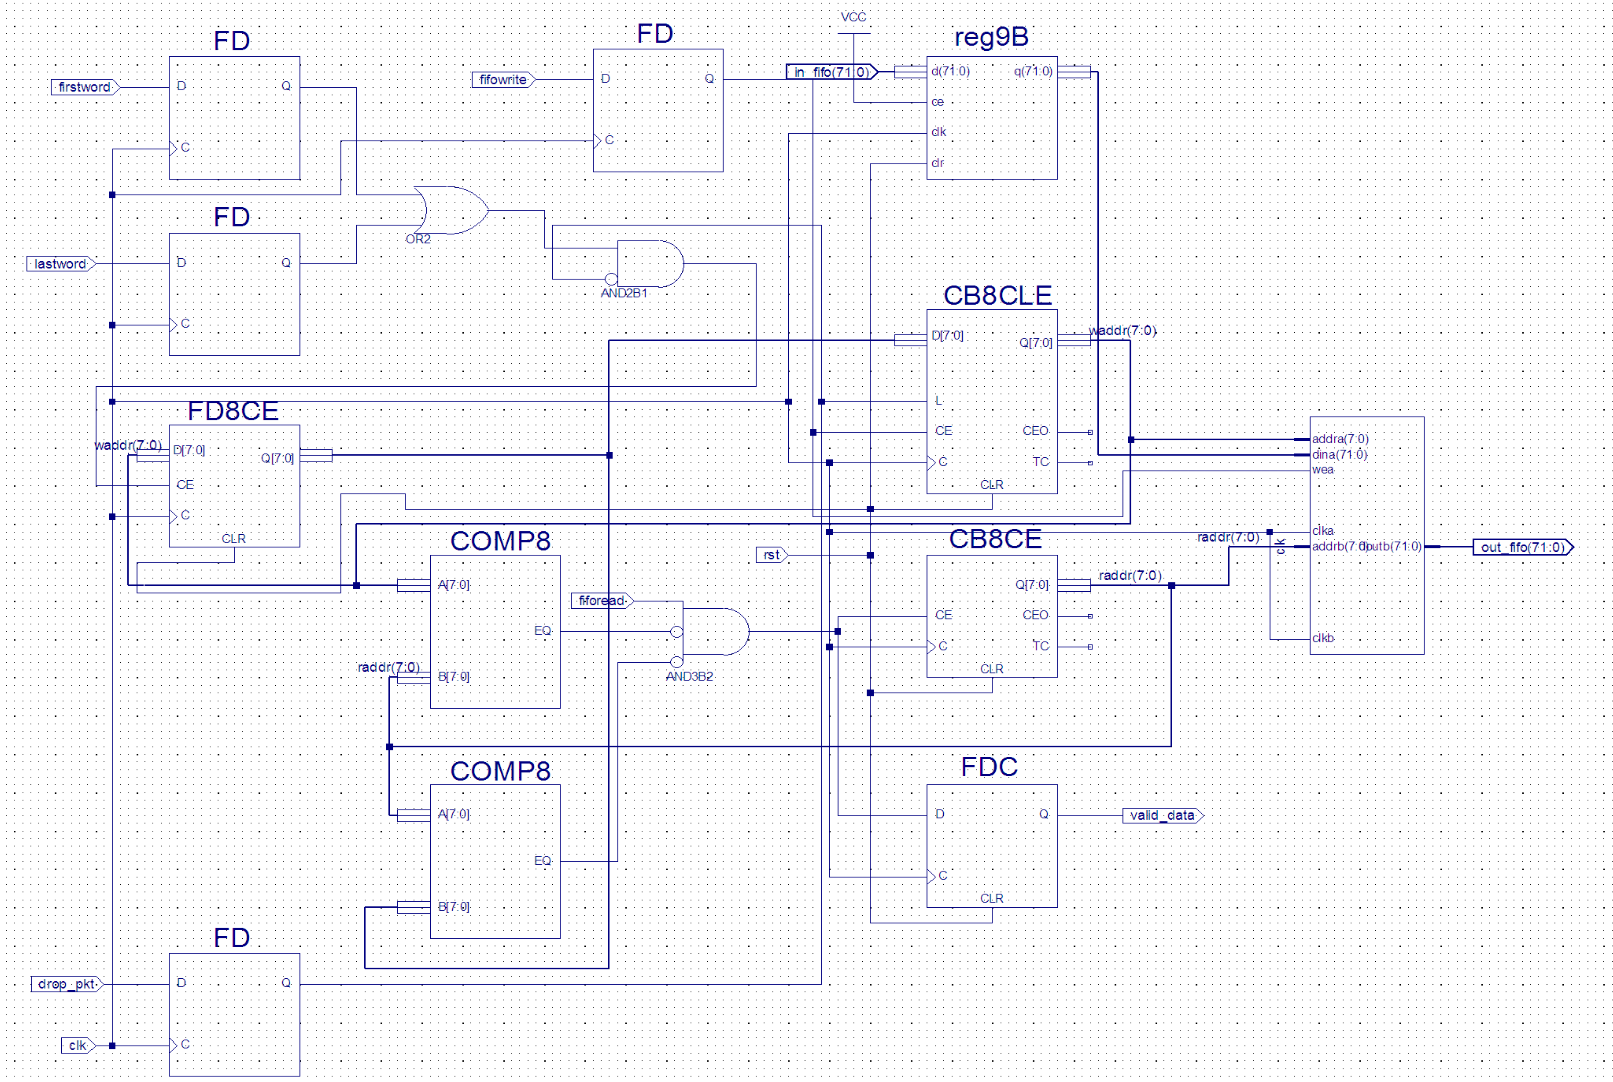 VCC
FD
FD
reg9B
firstword
D
Q
C
fifowrite
D
Q
C
in_fifo(71:0)
d(71:0)
q(71:0)
ce
clk
clr
FD
lastword
D
Q
C
OR2
AND2B1
CB8CLE
D[7:0]
Q[7:0]
waddr(7:0)
L
CE
CEO
C
TC
CLR
FD8CE
waddr(7:0)
D[7:0]
Q[7:0]
CE
C
CLR
addra(7:0)
dina(71:0)
wea
clka
addrb(7:0)
doutb(71:0)
clkb
out_fifo(71:0)
raddr(7:0)
clk
COMP8
A[7:0]
EQ
raddr(7:0)
B[7:0]
rst
fiforead
AND3B2
CB8CE
Q[7:0]
raddr(7:0)
CE
CEO
C
TC
CLR
COMP8
A[7:0]
EQ
B[7:0]
FDC
D
Q
valid_data
C
CLR
FD
drop_pkt
D
Q
clk
C